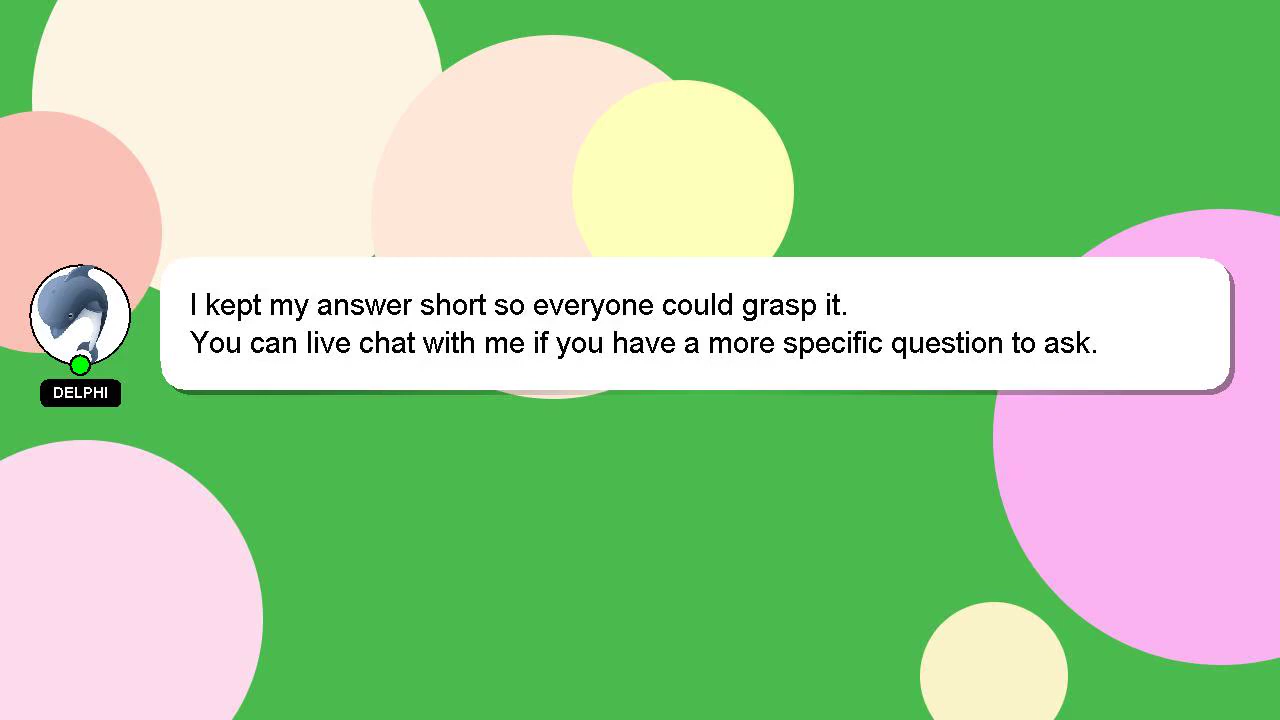 I kept my answer short so everyone could grasp it.
You can live chat with me if you have a more specific question to ask.
DELPHI